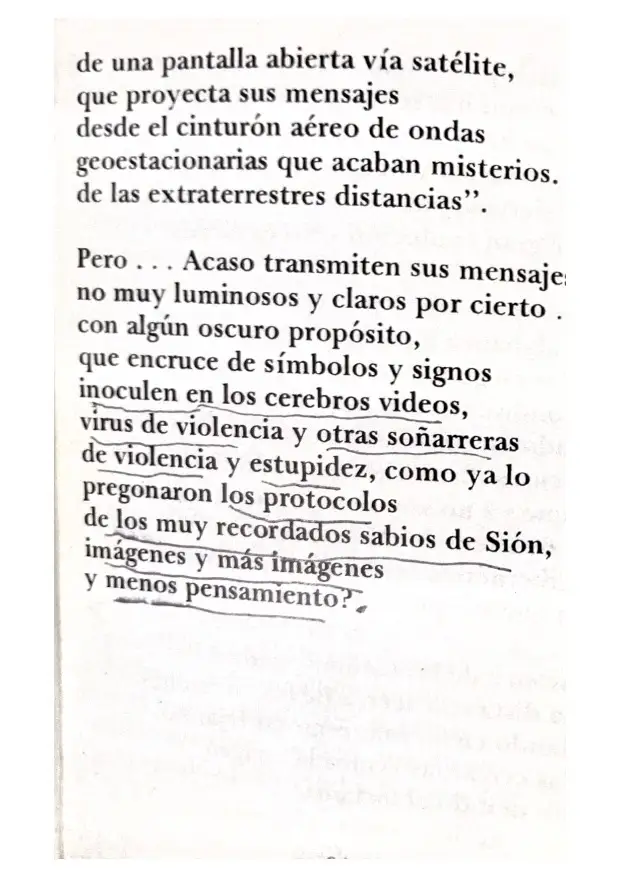 de una pantalla abierta vía satélite,
que proyecta sus mensajes
desde el cinturón aéreo de ondas
geoestacionarias que acaban misterios.
de las extraterrestres distancias”.
Pero . . . Acaso transmiten sus mensajes
no muy luminosos y claros por cierto .
con algún oscuro propósito,
que encruce de símbolos y signos
inoculen en los cerebros videos,
virus de violencia y otras soñarreras
de violencia y estupidez, como ya lo
pregonaron los protocolos
de los muy recordados sabios de Sión,
imágenes y más imágenes
y menos pensamiento?